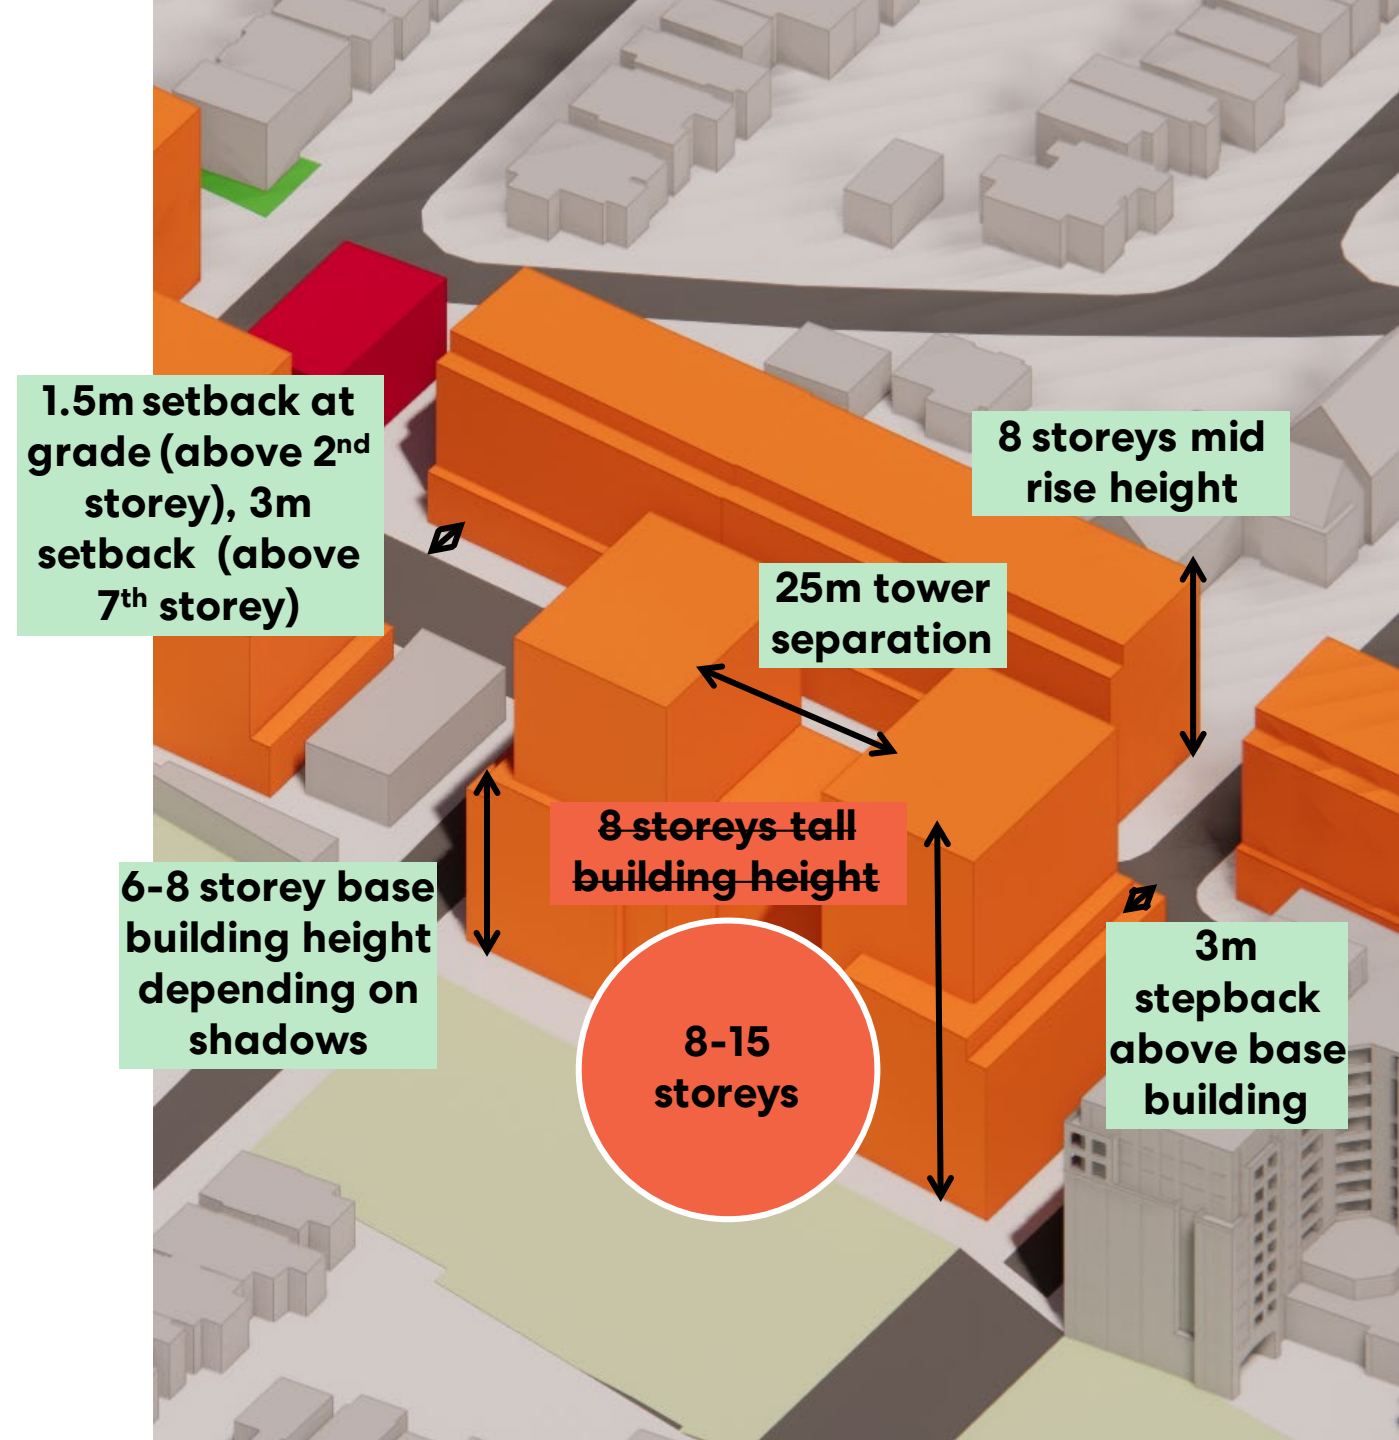 1.5m setback at
grade (above 2nd
storey), 3m
setback (above
7th storey)
8 storeys mid
rise height
25m tower
separation
8 storeys tall
building height
6-8 storey base
building height
depending on
shadows
8-15
storeys
3m
stepback
above base
building